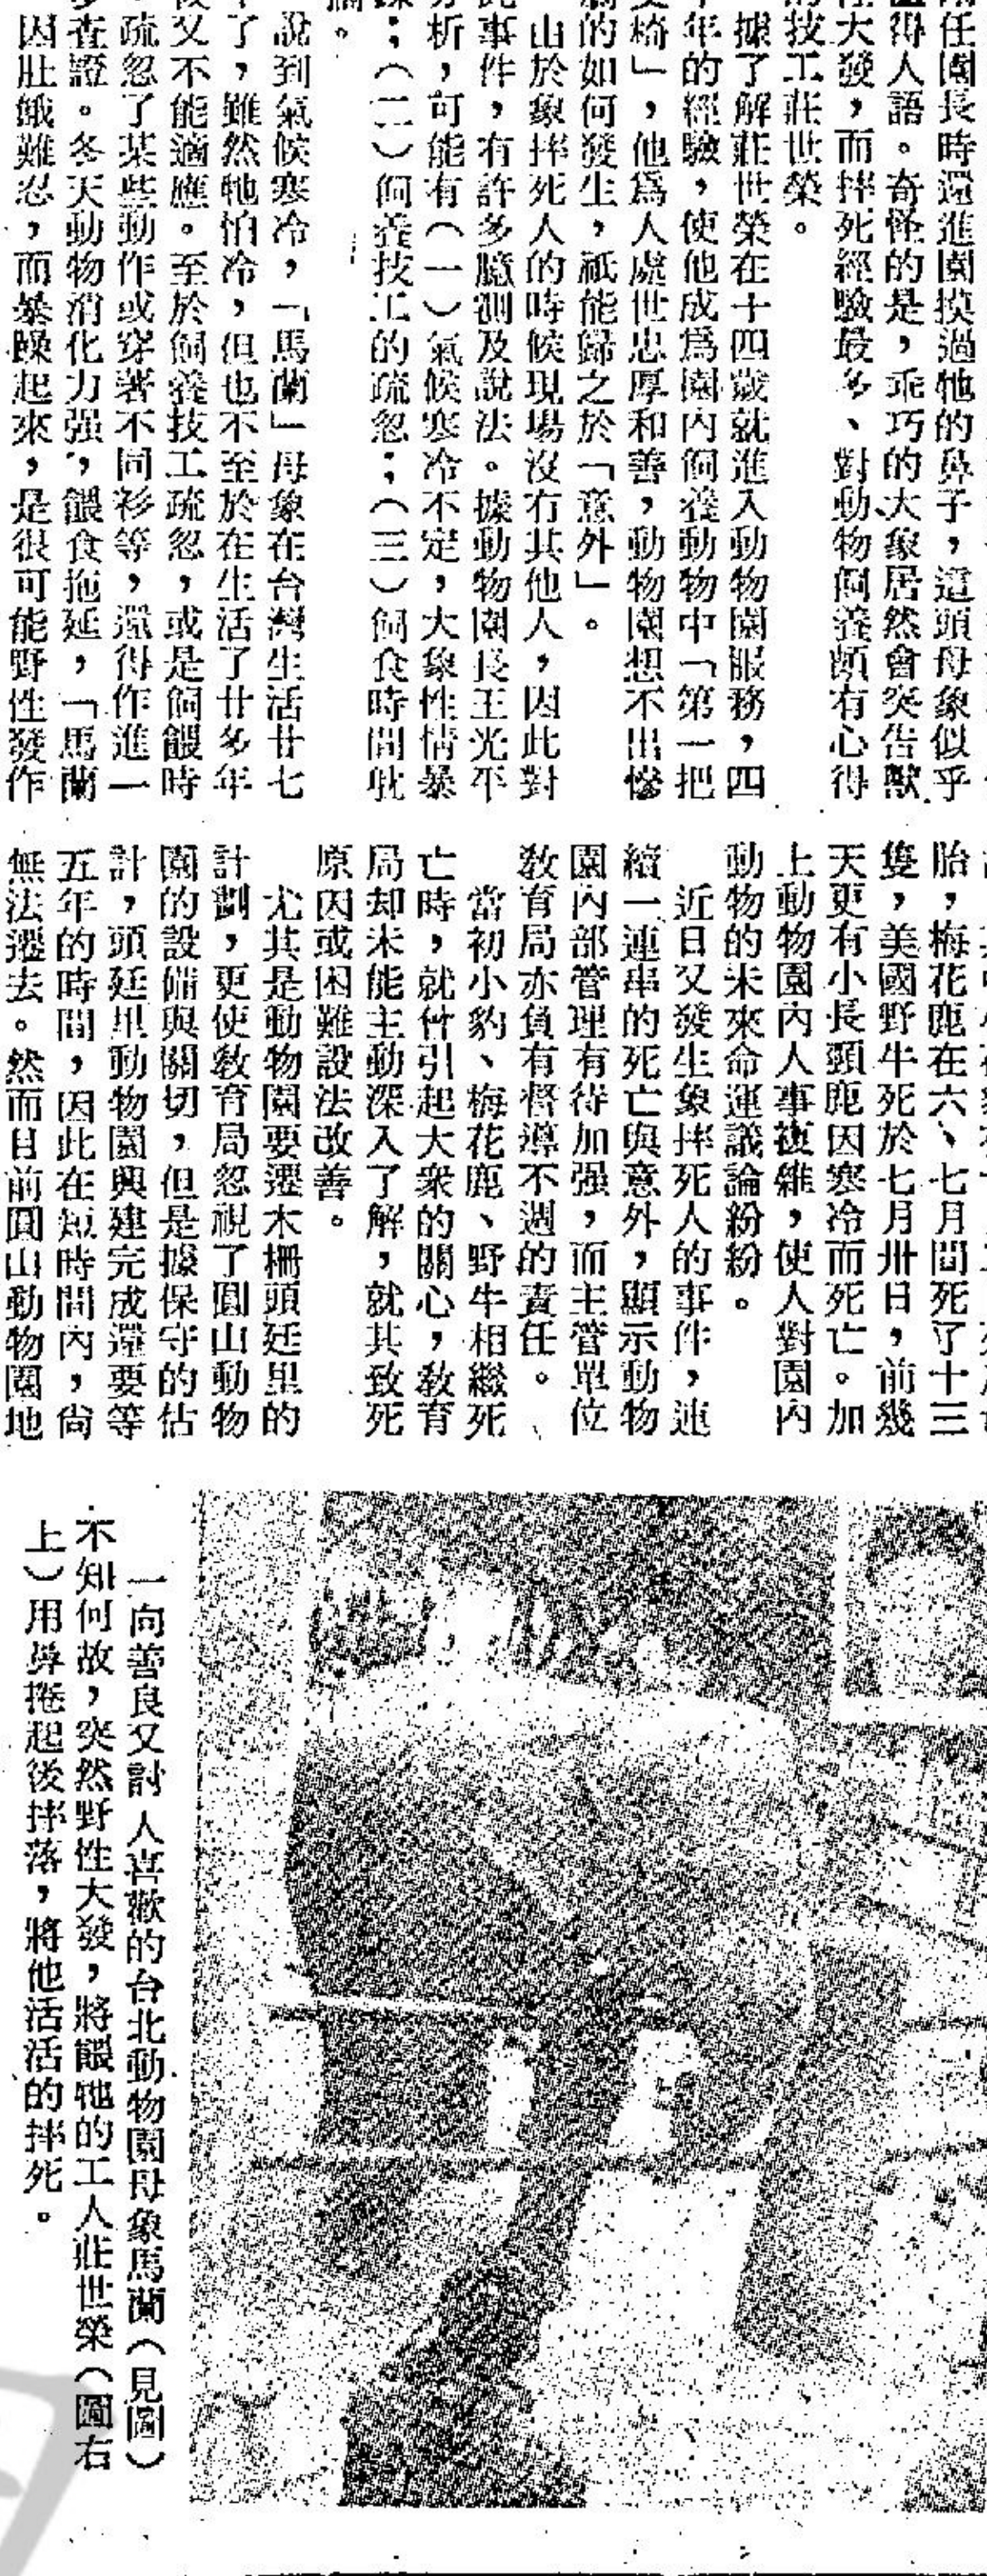 兩任園長時還進園摸過牠的鼻子，這頭母象似乎
得人語。奇怪的是，乖巧的大象居然會突告獸
性大發，而摔死經驗最多、對動物飼養頗有心得
的技工莊世榮。
據了解莊世榮在十四歲就進入動物園服務，四
年的經驗，使他成爲園內飼養動物中「第一把
交椅」，他爲人處世忠厚和善，動物園想不出慘
的如何發生，祇能歸之於「意外」。
由於象摔死人的時候現場沒有其他人，因此對
此事件，有許多臆測及說法。據動物園長王光平
分析，可能有（一）氣候寒冷不定，大象性情暴
躁；（二）飼養技工的疏忽；（三）飼食時間耽
擱。
說到氣候寒冷，「馬蘭」母象在台灣生活廿七
年了，雖然牠怕冷，但也不至於在生活了廿多年
後又不能適應。至於飼養技工疏忽，或是飼餵時
疏忽了某些動作或穿著不同衫等，還得作進一
步查證。冬天動物消化力强，餵食拖延，「馬蘭
因肚餓難忍，而暴躁起來，是很可能野性發作
胎，梅花鹿在六、七月間死了十三
隻，美國野牛死於七月卅日，前幾
天更有小長頸鹿因寒冷而死亡。加
上動物園內人事複雜，使人對園內
動物的未來命運議論紛紛。
近日又發生象摔死人的事件，連
續一連串的死亡與意外，顯示動物
園內部管理有待加强，而主管單位
敎育局亦負有督導不週的責任。
當初小豹、梅花鹿、野牛相繼死
亡時，就曾引起大衆的關心，敎育
局却未能主動深入了解，就其致死
原因或困難設法改善。
尤其是動物園要遷木柵頭廷里的
計劃，更使敎育局忽視了圓山動物
園的設備與關切，但是據保守的估
計，頭廷里動物園興建完成還要等
五年的時間，因此在短時間內，尙
無法遷去。然而目前圓山動物園地
一向善良又討人喜歡的台北動物園母象馬蘭（見圖）
不知何故，突然野性大發，將餵牠的工人莊世榮（圖右
上）用鼻捲起後摔落，將他活活的摔死。